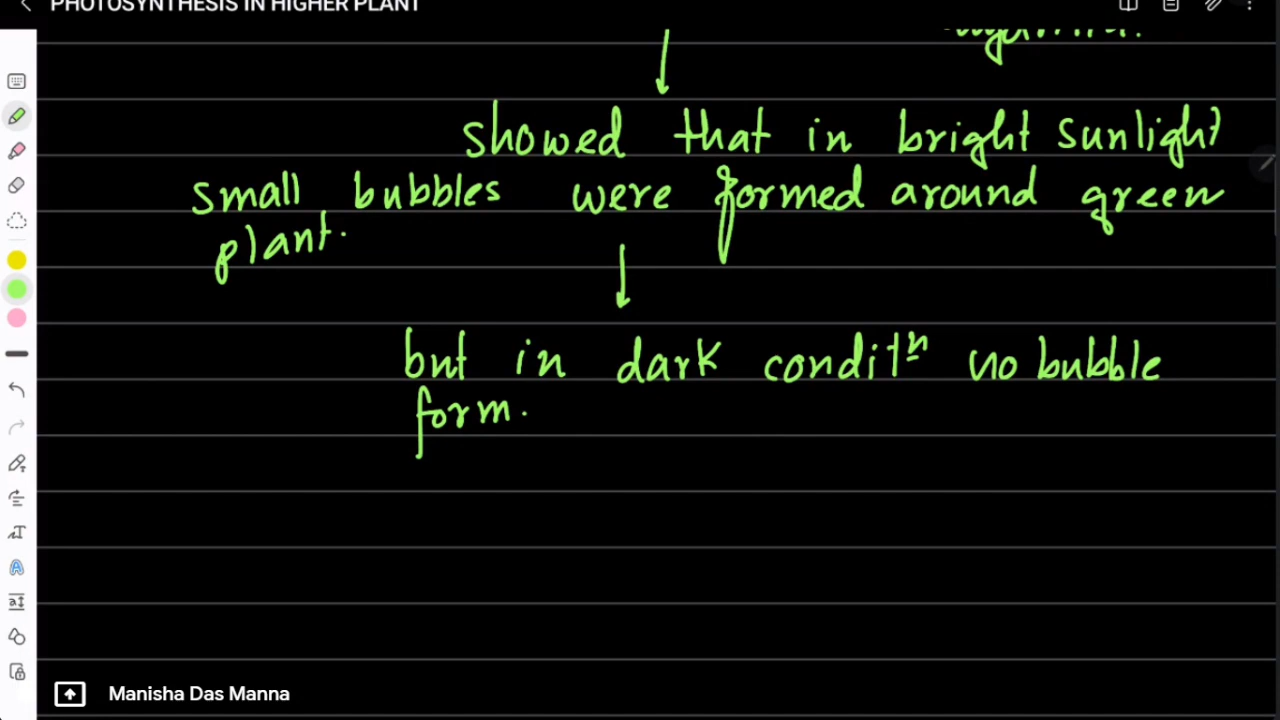 PHOTOSYNTHESIS IN HIGHER PLANT
showed that in bright sunlight
small bubbles were formed around green
plant.
but in dark conditⁿ no bubble
form.
Manisha Das Manna